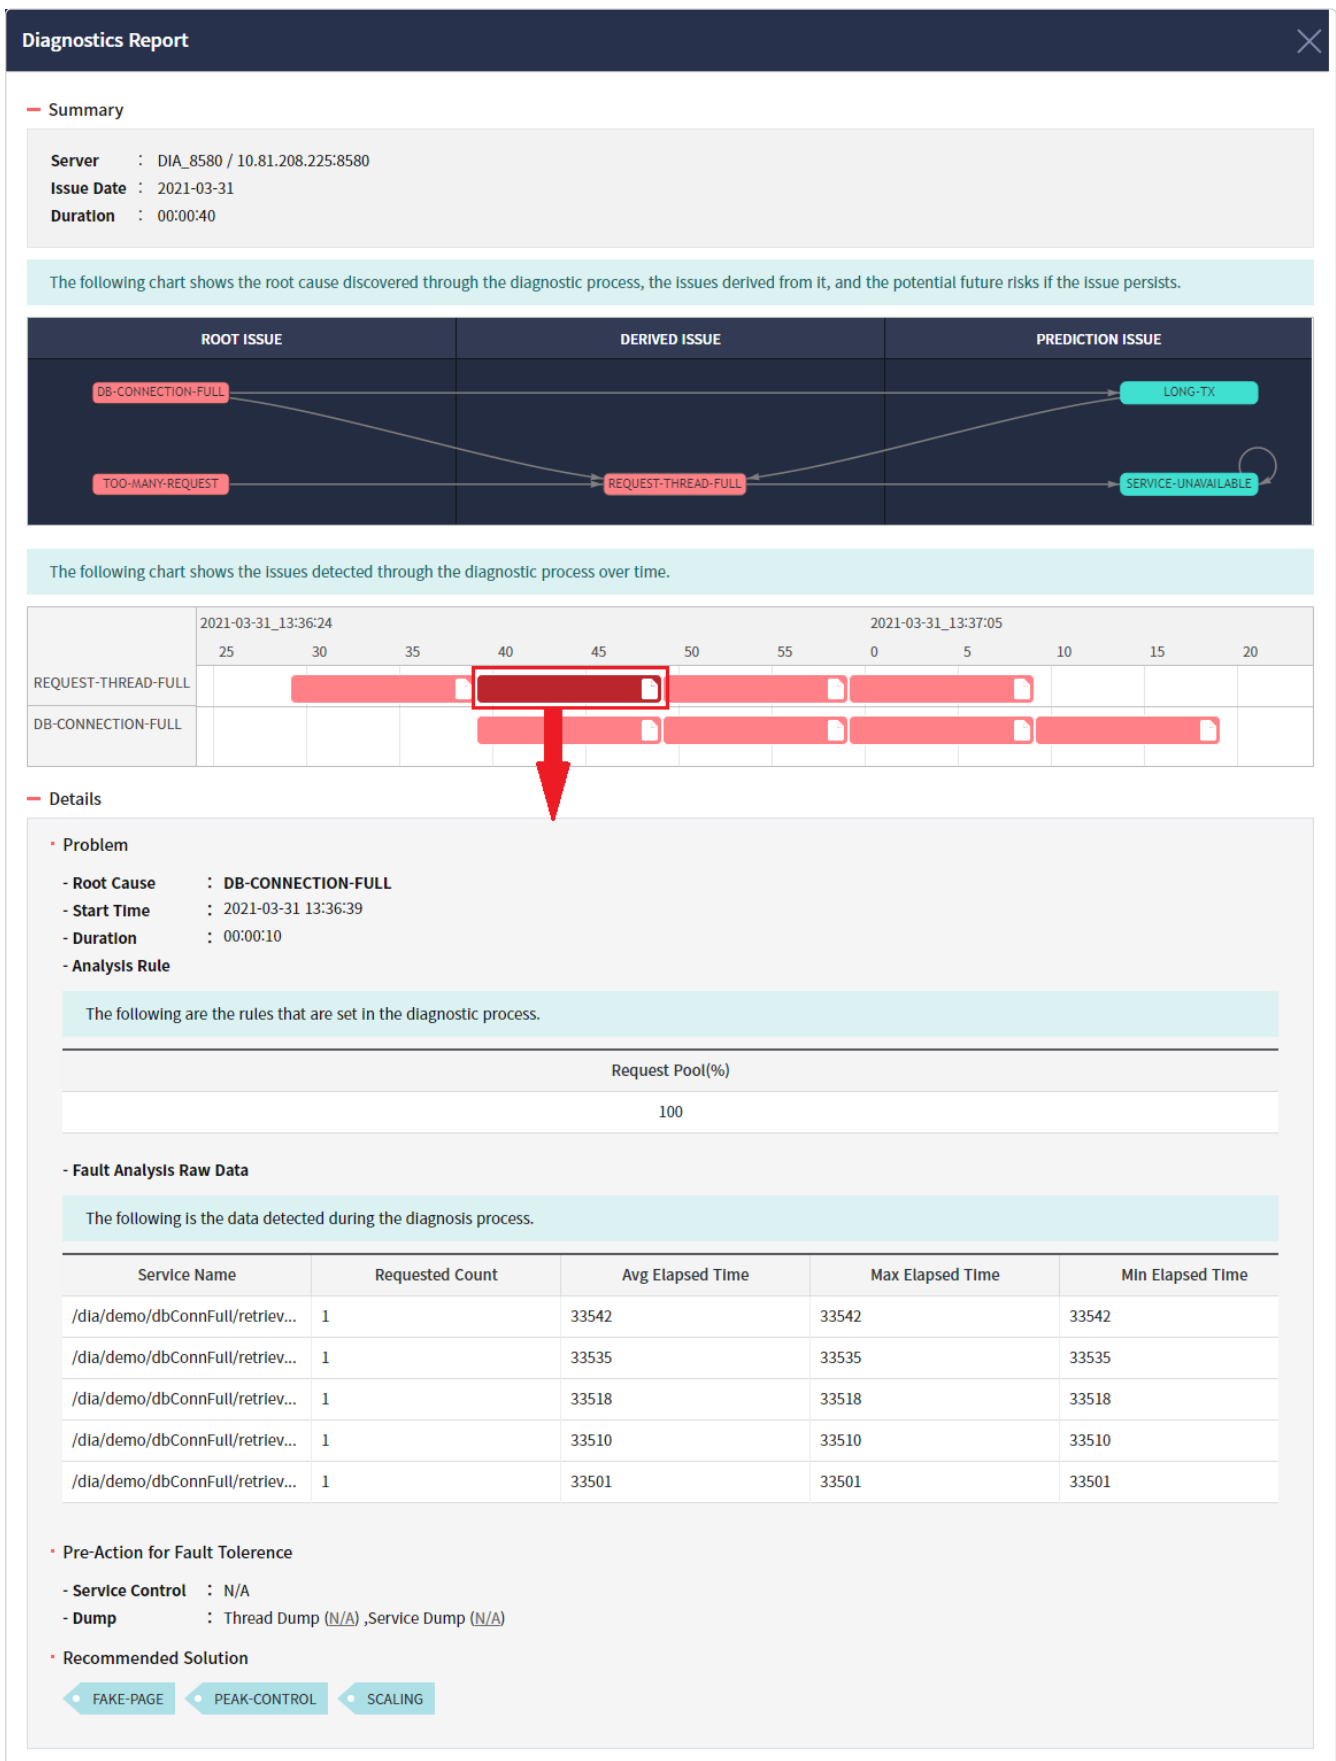 Diagnostics Report
Summary
Server : DIA_8580 / 10.81.208.225:8580
Issue Date : 2021-03-31
Duration : 00:00:40
The following chart shows the root cause discovered through the diagnostic process, the issues derived from it, and the potential future risks if the issue persists.
ROOT ISSUE DERIVED ISSUE PREDICTION ISSUE
DB-CONNECTION-FULL LONG-TX
TOO-MANY-REQUEST REQUEST-THREAD-FULL SERVICE-UNAVAILABLE
The following chart shows the issues detected through the diagnostic process over time.
2021-03-31_13:36:24 2021-03-31_13:37:05
25 30 35 40 45 50 55 0 5 10 15 20
REQUEST-THREAD-FULL
DB-CONNECTION-FULL
Details
Problem
- Root Cause : DB-CONNECTION-FULL
- Start Time : 2021-03-31 13:36:39
- Duration : 00:00:10
- Analysis Rule
The following are the rules that are set in the diagnostic process.
Request Pool(%)
100
- Fault Analysis Raw Data
The following is the data detected during the diagnosis process.
Service Name Requested Count Avg Elapsed Time Max Elapsed Time Min Elapsed Time
/dia/demo/dbConnFull/retriev... 1 33542 33542 33542
/dia/demo/dbConnFull/retriev... 1 33535 33535 33535
/dia/demo/dbConnFull/retriev... 1 33518 33518 33518
/dia/demo/dbConnFull/retriev... 1 33510 33510 33510
/dia/demo/dbConnFull/retriev... 1 33501 33501 33501
Pre-Action for Fault Tolerence
- Service Control : N/A
- Dump : Thread Dump (N/A) ,Service Dump (N/A)
Recommended Solution
FAKE-PAGE PEAK-CONTROL SCALING